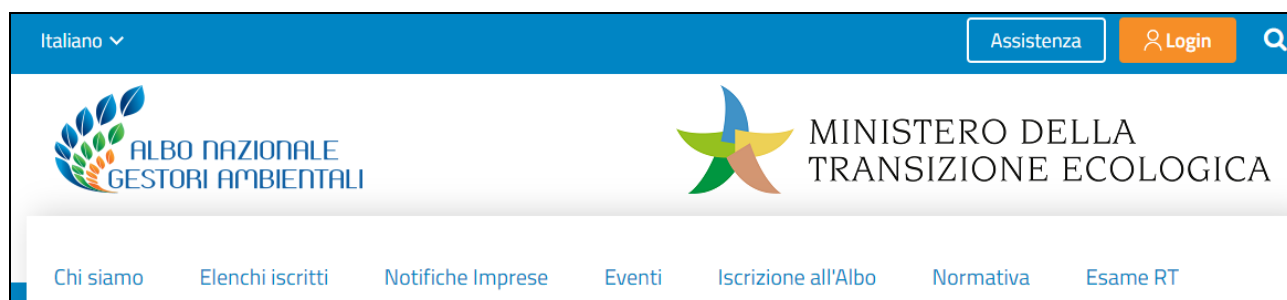 Italiano
Assistenza
Login
ALBO NAZIONALE
GESTORI AMBIENTALI
MINISTERO DELLA
TRANSIZIONE ECOLOGICA
Chi siamo Elenchi iscritti Notifiche Imprese Eventi Iscrizione all'Albo Normativa Esame RT